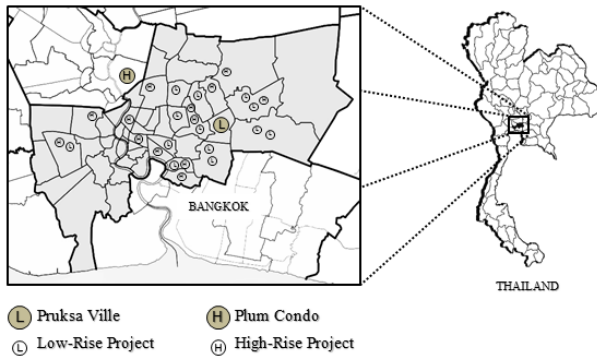 H
L
BANGKOK
THAILAND
L Pruksa Ville
H Plum Condo
L Low-Rise Project
H High-Rise Project